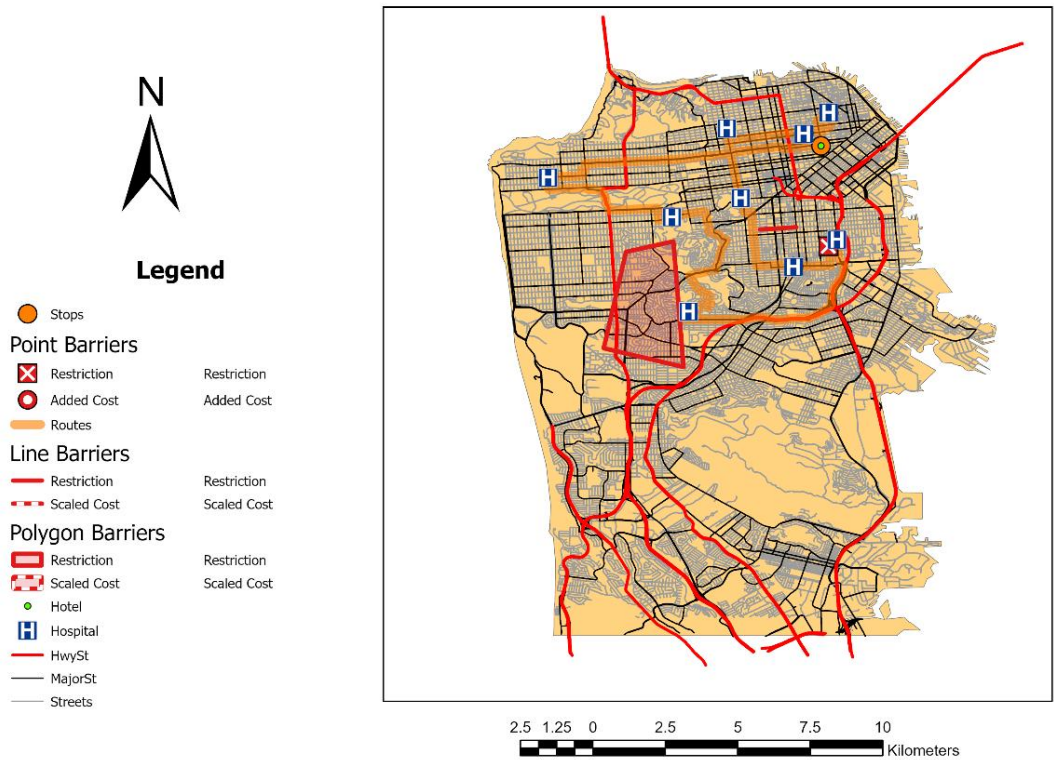 N
Legend
Stops
Point Barriers
Restriction Restriction
Added Cost Added Cost
Routes
Line Barriers
Restriction Restriction
Scaled Cost Scaled Cost
Polygon Barriers
Restriction Restriction
Scaled Cost Scaled Cost
Hotel
H Hospital
HwySt
MajorSt
Streets
H
H
H
H
H
H
H
H
H
2.5 1.25 0 2.5 5 7.5 10
Kilometers